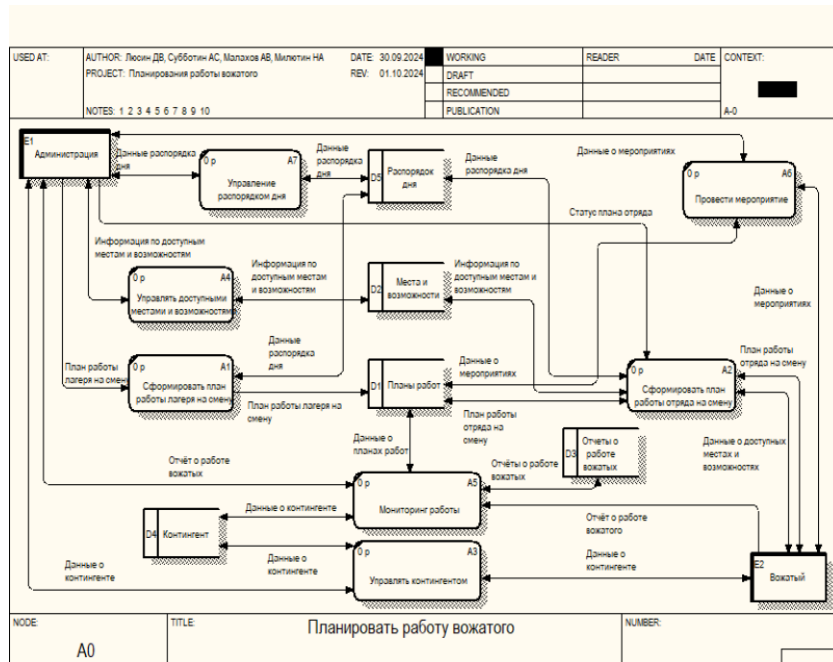 USED AT:
AUTHOR: Люсин ДВ, Субботин АС, Малахов АВ, Милютин НА
DATE: 30.09.2024
WORKING
READER
DATE
CONTEXT:
PROJECT: Планирования работы вожатого
REV: 01.10.2024
DRAFT
RECOMMENDED
NOTES: 1 2 3 4 5 6 7 8 9 10
PUBLICATION
A-0
E1
Администрация
Данные распорядка
дня
0 р
A7
Управление
распорядком дня
Данные
распорядка
дня
D5
Распорядок
дня
Данные
распорядка дня
Данные о мероприятиях
0 р
A6
Провести мероприятие
Статус плана отряда
Информация по доступным
местам и возможностям
0 р
A4
Управлять доступными
местами и возможностями
Информация по
доступным местам
и возможностям
D2
Места и
возможности
Информация по
доступным местам и
возможностям
Данные о
мероприятиях
План работы
лагеря на смену
0 р
A1
Сформировать план
работы лагеря на смену
Данные
распорядка
дня
План работы лагеря на
смену
D1
Планы работ
Данные о
мероприятиях
План работы
отряда на
смену
0 р
A2
Сформировать план
работы отряда на смену
План работы
отряда на смену
Данные о
планах работ
Отчёт о работе
вожатых
Отчёты о работе
вожатых
D3
Отчеты о
работе
вожатых
Данные о доступных
местах и
возможностях
0 р
A5
Мониторинг работы
D4
Контингент
Данные о контингенте
Отчёт о работе
вожатого
Данные о
контингенте
Данные о
контингенте
0 р
A3
Управлять контингентом
Данные о
контингенте
E2
Вожатый
NODE:
TITLE:
Планировать работу вожатого
NUMBER:
A0